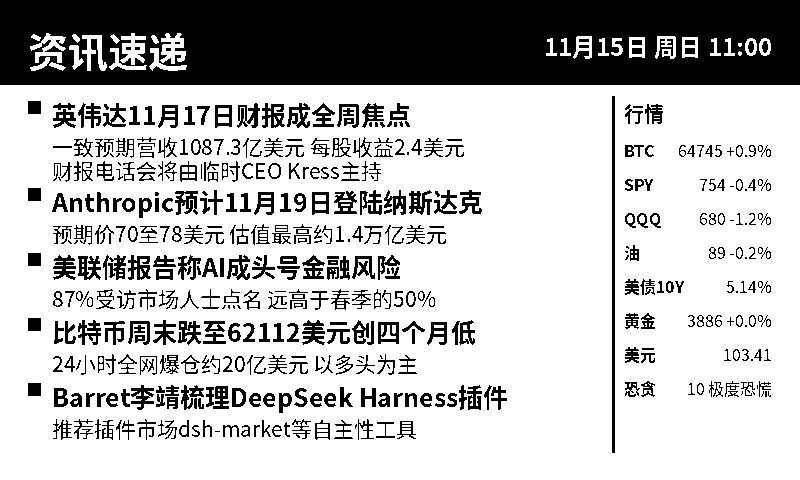 资讯速递
11月15日 周日 11:00
英伟达11月17日财报成全周焦点
一致预期营收1087.3亿美元 每股收益2.4美元
财报电话会将由临时CEO Kress主持
Anthropic预计11月19日登陆纳斯达克
预期价70至78美元 估值最高约1.4万亿美元
美联储报告称AI成头号金融风险
87%受访市场人士点名 远高于春季的50%
比特币周末跌至62112美元创四个月低
24小时全网爆仓约20亿美元 以多头为主
Barret李靖梳理DeepSeek Harness插件
推荐插件市场dsh-market等自主性工具
行情
BTC 64745 +0.9%
SPY 754 -0.4%
QQQ 680 -1.2%
油 89 -0.2%
美债10Y 5.14%
黄金 3886 +0.0%
美元 103.41
恐贪 10 极度恐慌